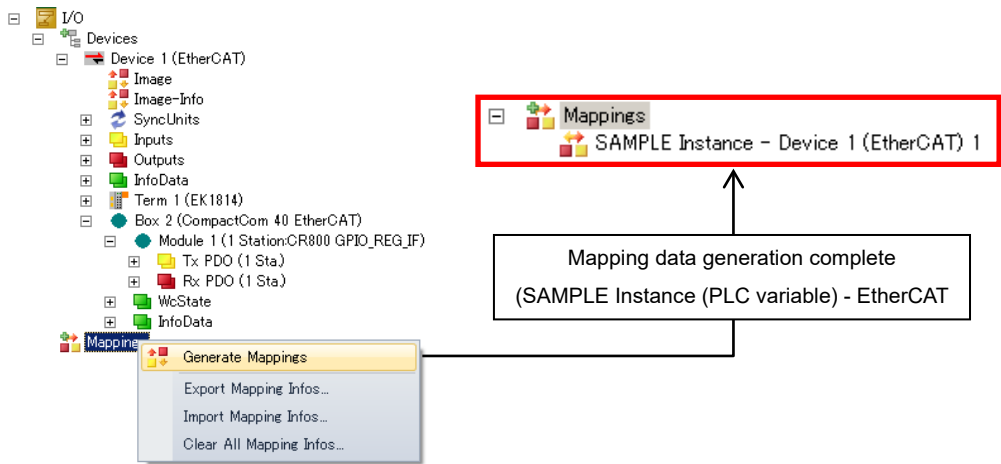 I/O
Devices
Device 1 (EtherCAT)
Image
Image-Info
SyncUnits
Inputs
Outputs
InfoData
Term 1 (EK1814)
Box 2 (CompactCom 40 EtherCAT)
Module 1 (1 Station:CR800 GPIO_REG_IF)
Tx PDO (1 Sta.)
Rx PDO (1 Sta.)
WcState
InfoData
Mappings
Generate Mappings
Export Mapping Infos...
Import Mapping Infos...
Clear All Mapping Infos...
Mappings
SAMPLE Instance - Device 1 (EtherCAT) 1
Mapping data generation complete
(SAMPLE Instance (PLC variable) - EtherCAT